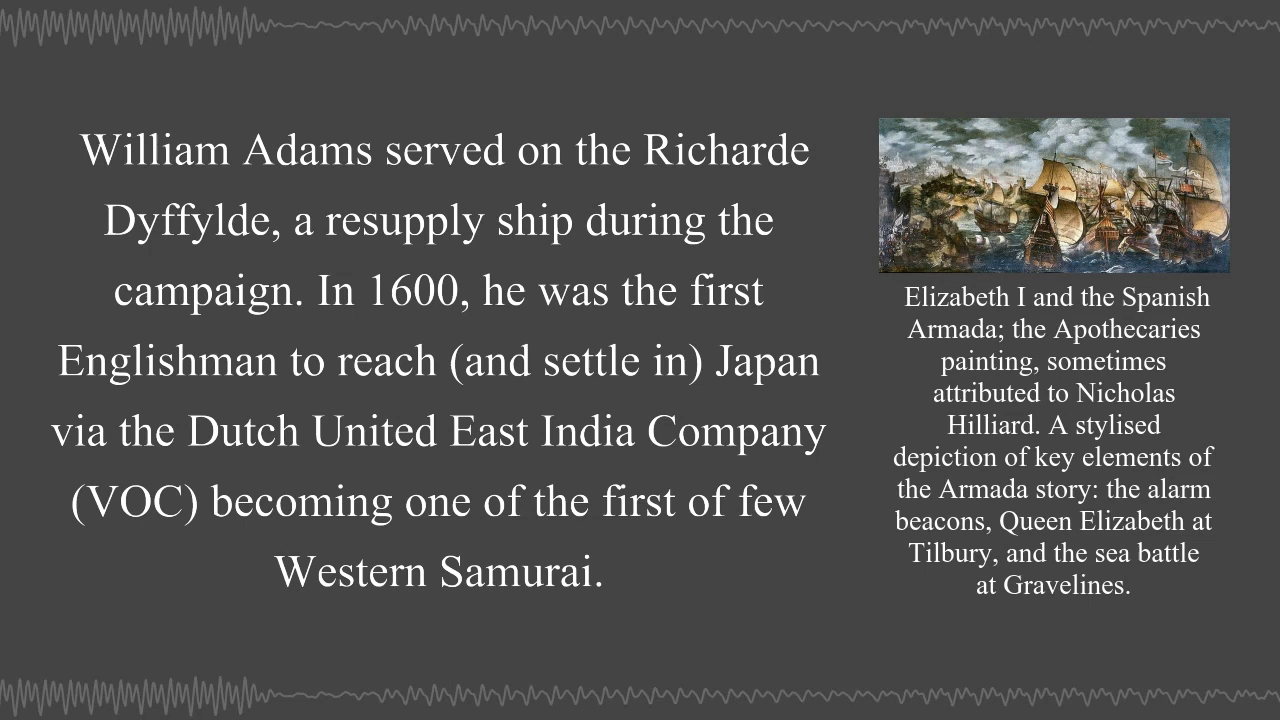 William Adams served on the Richarde
Dyffylde, a resupply ship during the
campaign. In 1600, he was the first
Englishman to reach (and settle in) Japan
via the Dutch United East India Company
(VOC) becoming one of the first of few
Western Samurai.
Elizabeth I and the Spanish
Armada; the Apothecaries
painting, sometimes
attributed to Nicholas
Hilliard. A stylised
depiction of key elements of
the Armada story: the alarm
beacons, Queen Elizabeth at
Tilbury, and the sea battle
at Gravelines.